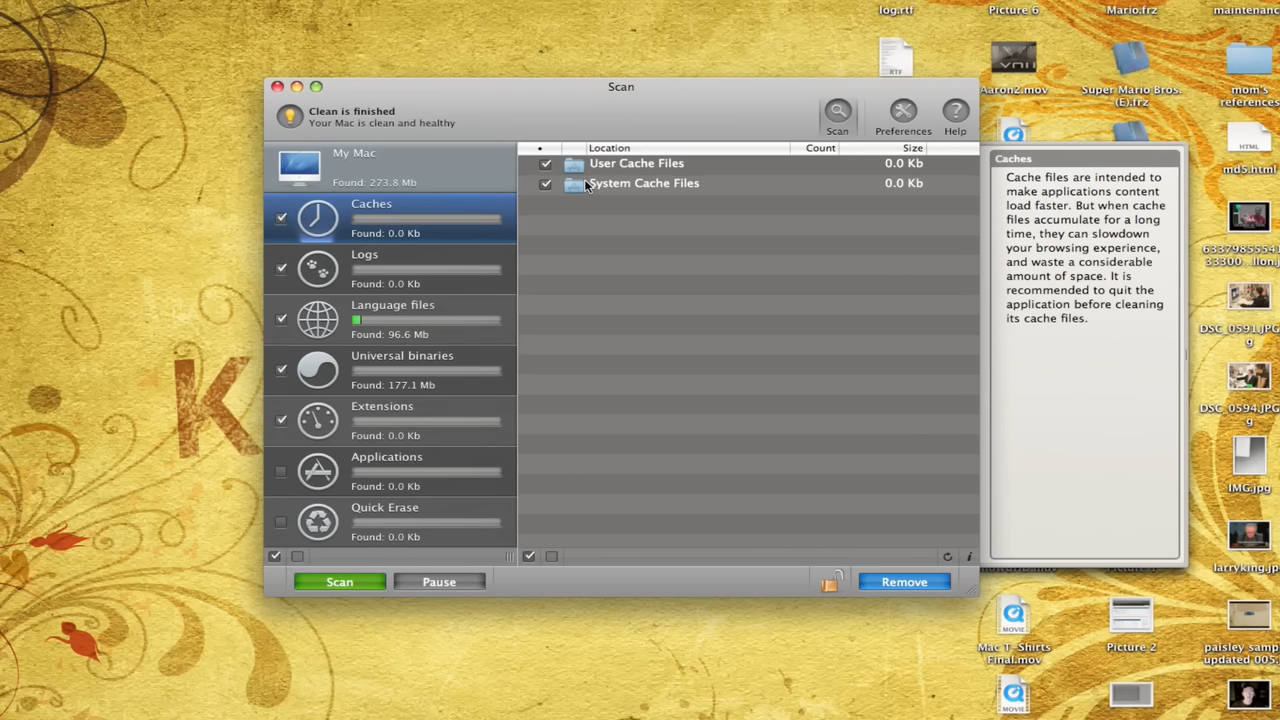 log.rtf
Picture 6
Mario.frz
maintenanc
RTF
YOU
Aaron2.mov
Super Mario Bros.
(E).frz
mom's
references
Scan
Clean is finished
Your Mac is clean and healthy
Scan
Preferences
Help
My Mac
Found: 273.8 Mb
Caches
Found: 0.0 Kb
Logs
Found: 0.0 Kb
Language files
Found: 96.6 Mb
Universal binaries
Found: 177.1 Mb
Extensions
Found: 0.0 Kb
Applications
Found: 0.0 Kb
Quick Erase
Found: 0.0 Kb
Location Count Size
User Cache Files 0.0 Kb
System Cache Files 0.0 Kb
Scan
Pause
Remove
Caches
Cache files are intended to
make applications content
load faster. But when cache
files accumulate for a long
time, they can slowdown
your browsing experience,
and waste a considerable
amount of space. It is
recommended to quit the
application before cleaning
its cache files.
HTML
md5.html
63379855541
33300
DSC_0591.JPG
g
DSC_0594.JPG
g
IMG.jpg
larryking.jp
K
MOVIE
Mac T-Shirts
Final.mov
Picture 2
paisley samp
updated 005.
MOVIE